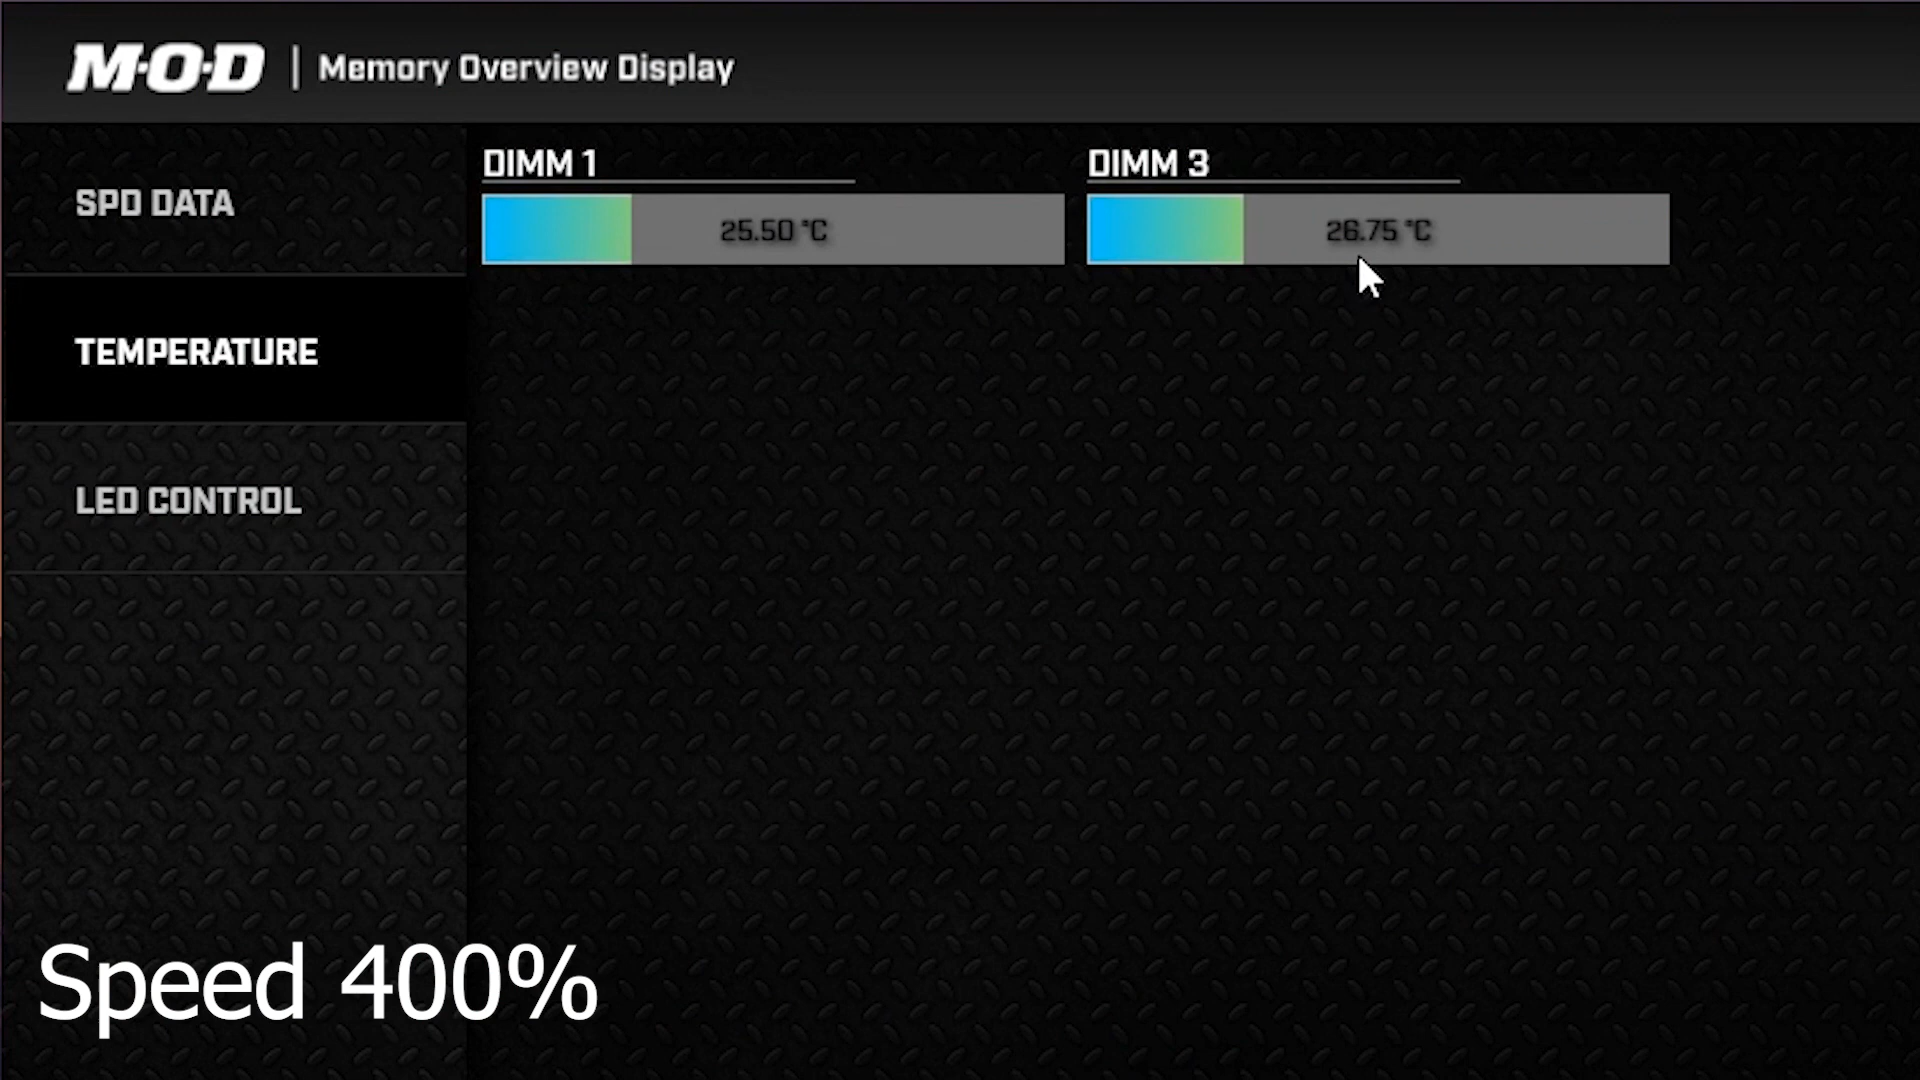 M·O·D | Memory Overview Display
SPD DATA
TEMPERATURE
LED CONTROL
DIMM 1
25.50 °C
DIMM 3
26.75 °C
Speed 400%